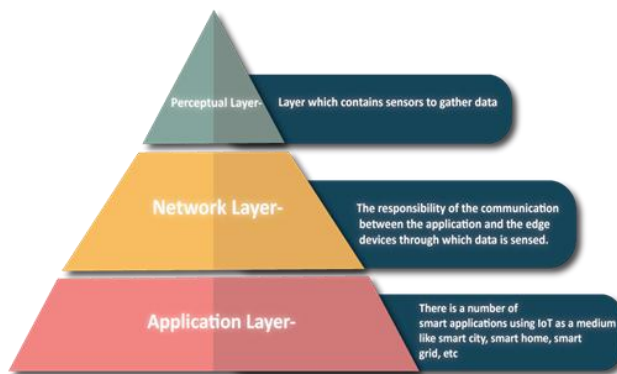 Perceptual Layer-
Layer which contains sensors to gather data
Network Layer-
The responsibility of the communication
between the application and the edge
devices through which data is sensed.
Application Layer-
There is a number of
smart applications using IoT as a medium
like smart city, smart home, smart
grid, etc